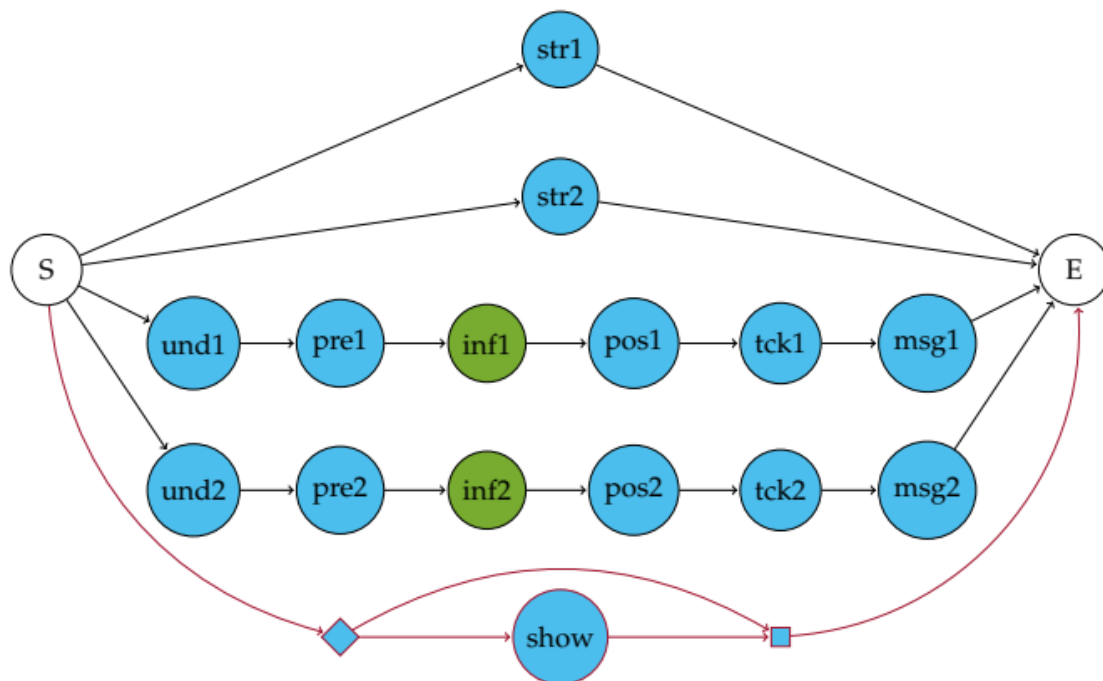 str1
str2
S
E
und1 pre1 inf1 pos1 tck1 msg1
und2 pre2 inf2 pos2 tck2 msg2
show